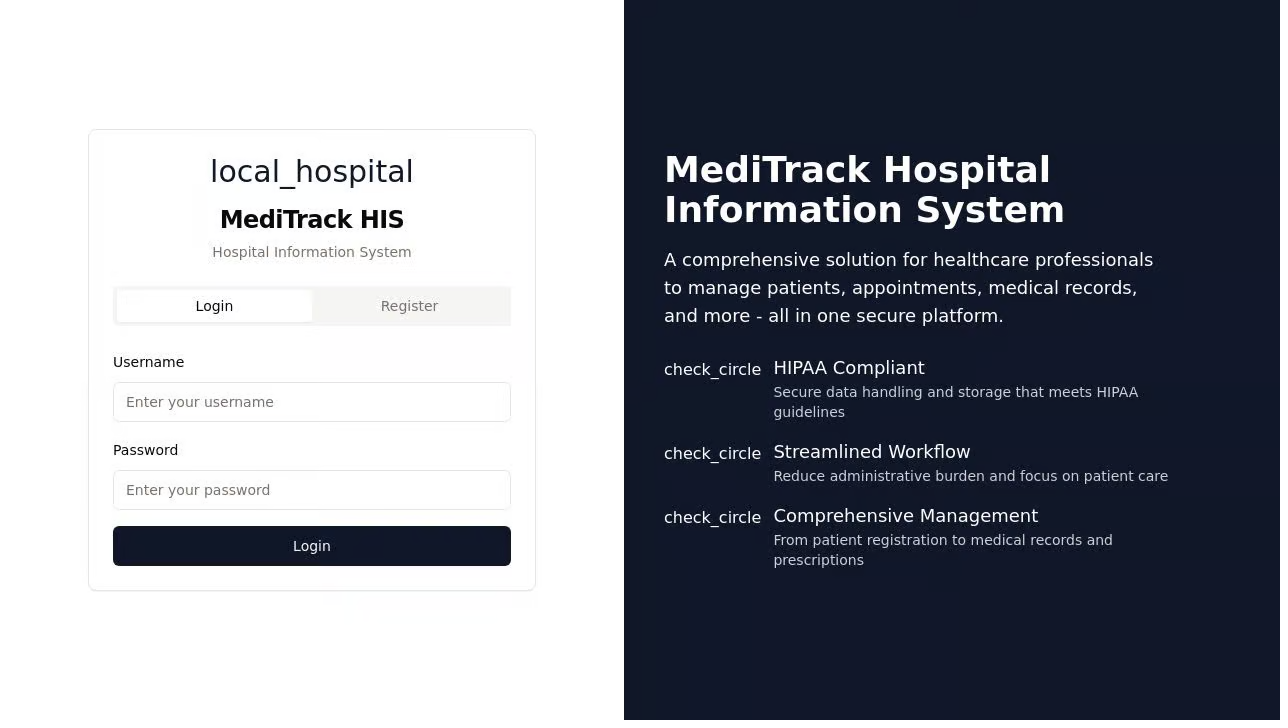 local_hospital
MediTrack HIS
Hospital Information System
Login
Register
Username
Enter your username
Password
Enter your password
Login
MediTrack Hospital
Information System
A comprehensive solution for healthcare professionals
to manage patients, appointments, medical records,
and more - all in one secure platform.
check_circle
HIPAA Compliant
Secure data handling and storage that meets HIPAA
guidelines
check_circle
Streamlined Workflow
Reduce administrative burden and focus on patient care
check_circle
Comprehensive Management
From patient registration to medical records and
prescriptions